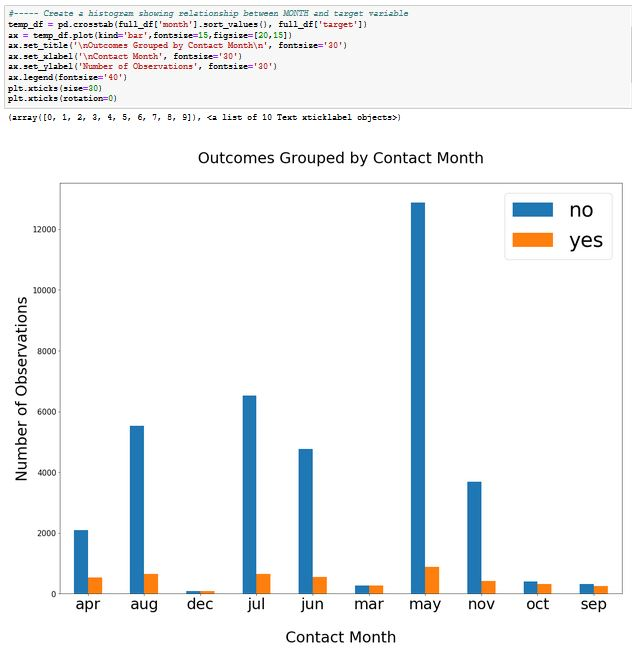 #----- Create a histogram showing relationship between MONTH and target variable
temp_df = pd.crosstab(full_df['month'].sort_values(), full_df['target'])
ax = temp_df.plot(kind='bar',fontsize=15,figsize=[20,15])
ax.set_title('\nOutcomes Grouped by Contact Month\n', fontsize='30')
ax.set_xlabel('\nContact Month', fontsize='30')
ax.set_ylabel('Number of Observations', fontsize='30')
ax.legend(fontsize='40')
plt.xticks(size=30)
plt.xticks(rotation=0)
(array([0, 1, 2, 3, 4, 5, 6, 7, 8, 9]), <a list of 10 Text xticklabel objects>)
Outcomes Grouped by Contact Month
no
yes
Number of Observations
12000
10000
8000
6000
4000
2000
0
apr aug dec jul jun mar may nov oct sep
Contact Month